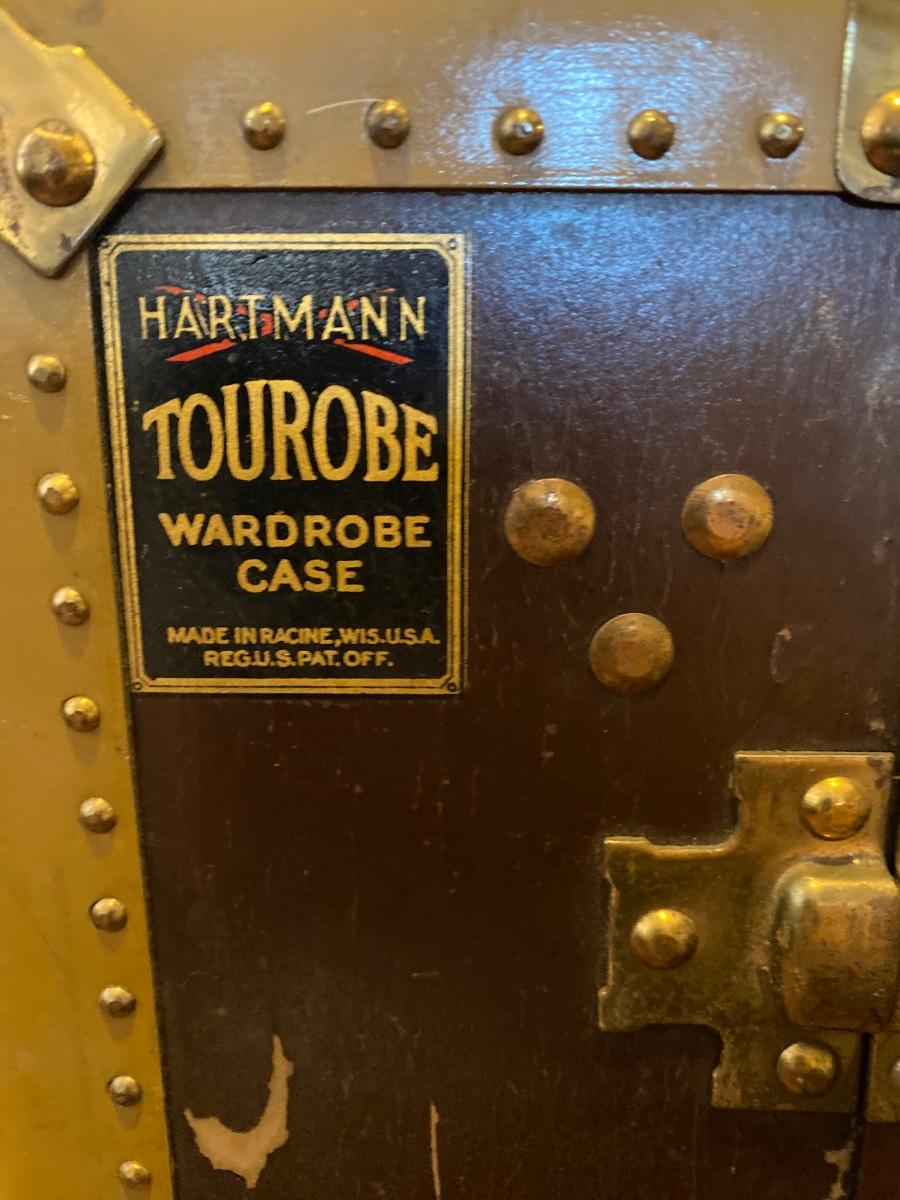 HARTMANN
TOUROBE
WARDROBE
CASE
MADE IN RACINE, WIS. U.S.A.
REG. U.S. PAT. OFF.